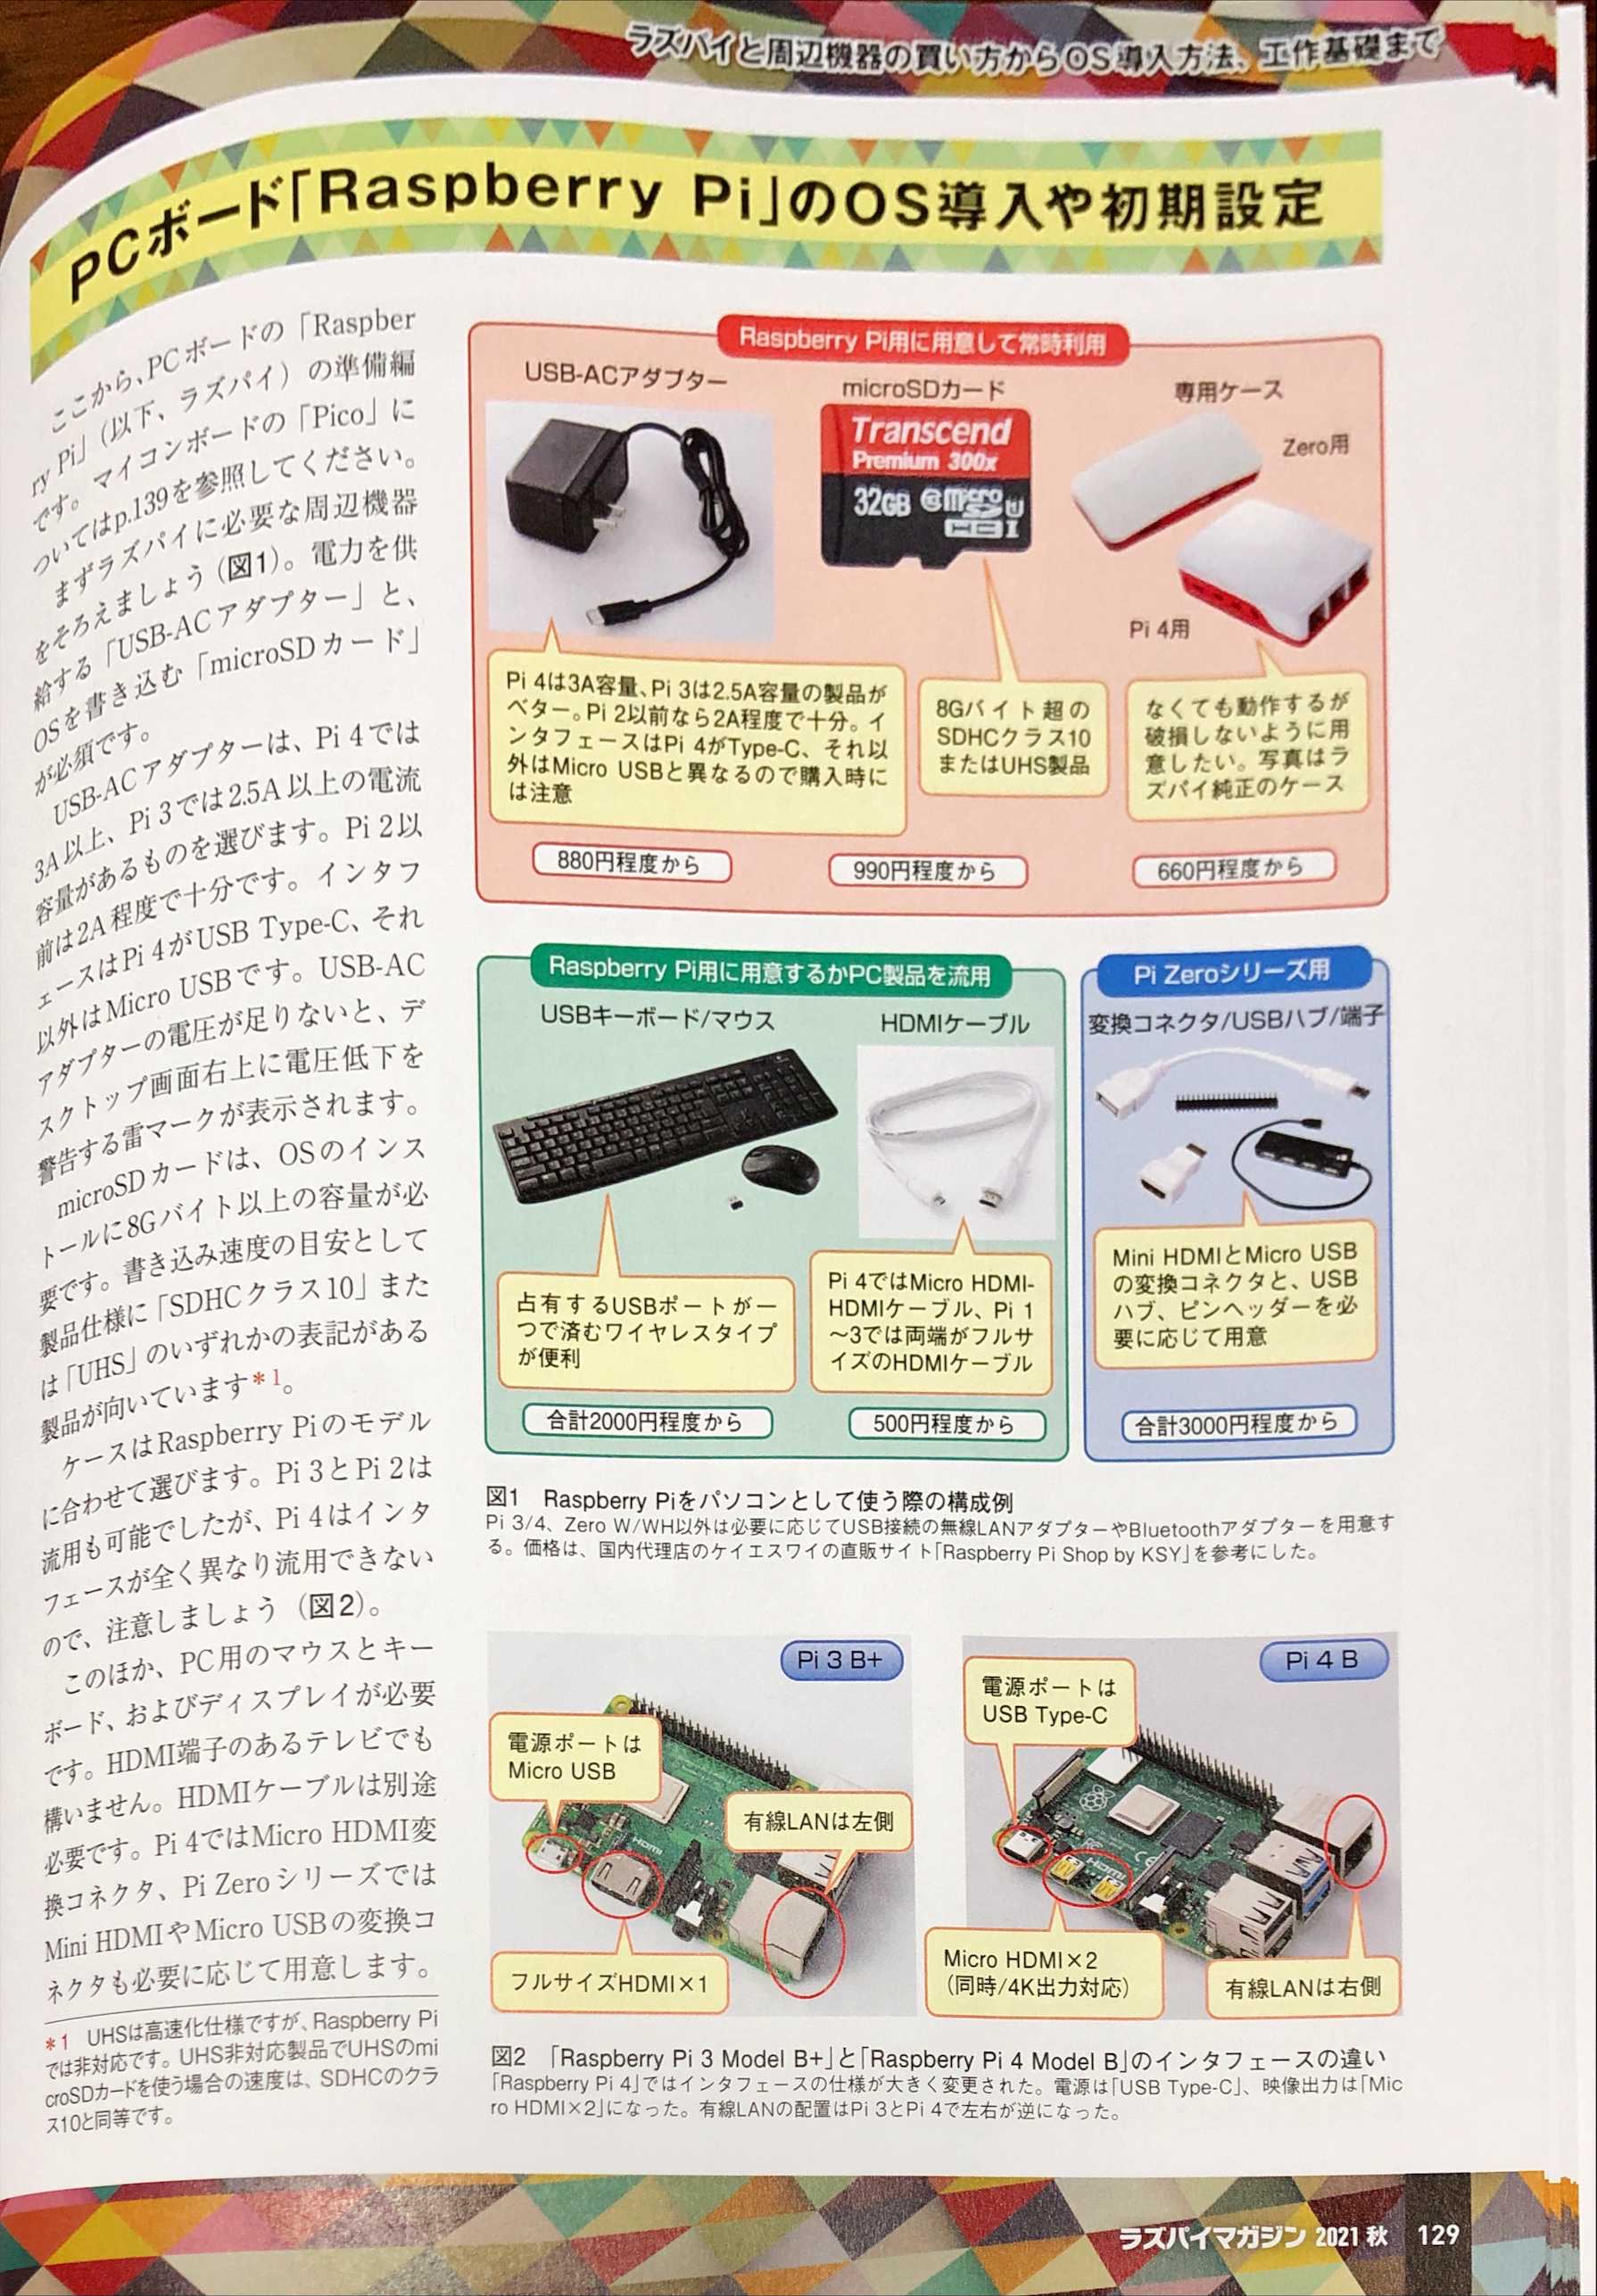 ラズパイと周辺機器の買い方からOS導入方法、工作基礎まで
PCボード「Raspberry Pi」のOS導入や初期設定
ここから、PCボードの「Raspber
ry Pi」（以下、ラズパイ）の準備編
です。マイコンボードの「Pico」に
ついてはp.139を参照してください。
まずラズパイに必要な周辺機器
をそろえましょう（図1）。電力を供
給する「USB-ACアダプター」と、
OSを書き込む「microSDカード」
が必須です。
USB-ACアダプターは、Pi 4では
3A以上、Pi 3では2.5A以上の電流
容量があるものを選びます。Pi 2以
前は2A程度で十分です。インタフ
ェースはPi 4がUSB Type-C、それ
以外はMicro USBです。USB-AC
アダプターの電圧が足りないと、デ
スクトップ画面右上に電圧低下を
警告する雷マークが表示されます。
microSDカードは、OSのインス
トールに8Gバイト以上の容量が必
要です。書き込み速度の目安として
製品仕様に「SDHCクラス10」また
は「UHS」のいずれかの表記がある
製品が向いています＊1。
ケースはRaspberry Piのモデル
に合わせて選びます。Pi 3とPi 2は
流用も可能でしたが、Pi 4はインタ
フェースが全く異なり流用できない
ので、注意しましょう（図2）。
このほか、PC用のマウスとキー
ボード、およびディスプレイが必要
です。HDMI端子のあるテレビでも
構いません。HDMIケーブルは別途
必要です。Pi 4ではMicro HDMI変
換コネクタ、Pi Zeroシリーズでは
Mini HDMIやMicro USBの変換コ
ネクタも必要に応じて用意します。
＊1 UHSは高速化仕様ですが、Raspberry Pi
では非対応です。UHS非対応製品でUHSのmi
croSDカードを使う場合の速度は、SDHCのクラ
ス10と同等です。
Raspberry Pi用に用意して常時利用
USB-ACアダプター
microSDカード
専用ケース
Transcend
Premium 300x
32GB
micro
HC I
Zero用
Pi 4用
Pi 4は3A容量、Pi 3は2.5A容量の製品が
ベター。Pi 2以前なら2A程度で十分。イ
ンタフェースはPi 4がType-C、それ以
外はMicro USBと異なるので購入時に
は注意
8Gバイト超の
SDHCクラス10
またはUHS製品
なくても動作するが
破損しないように用
意したい。写真はラ
ズパイ純正のケース
880円程度から
990円程度から
660円程度から
Raspberry Pi用に用意するかPC製品を流用
USBキーボード/マウス
HDMIケーブル
占有するUSBポートが一
つで済むワイヤレスタイプ
が便利
Pi 4ではMicro HDMI-
HDMIケーブル、Pi 1
～3では両端がフルサ
イズのHDMIケーブル
合計2000円程度から
500円程度から
Pi Zeroシリーズ用
変換コネクタ/USBハブ/端子
Mini HDMIとMicro USB
の変換コネクタと、USB
ハブ、ピンヘッダーを必
要に応じて用意
合計3000円程度から
図1 Raspberry Piをパソコンとして使う際の構成例
Pi 3/4、Zero W/WH以外は必要に応じてUSB接続の無線LANアダプターやBluetoothアダプターを用意す
る。価格は、国内代理店のケイエスワイの直販サイト「Raspberry Pi Shop by KSY」を参考にした。
Pi 3 B+
電源ポートは
Micro USB
有線LANは左側
HDMI
フルサイズHDMI×1
Pi 4 B
電源ポートは
USB Type-C
HDMI
Micro HDMI×2
（同時/4K出力対応）
有線LANは右側
図2 「Raspberry Pi 3 Model B+」と「Raspberry Pi 4 Model B」のインタフェースの違い
「Raspberry Pi 4」ではインタフェースの仕様が大きく変更された。電源は「USB Type-C」、映像出力は「Mic
ro HDMI×2」になった。有線LANの配置はPi 3とPi 4で左右が逆になった。
ラズパイマガジン 2021 秋 129